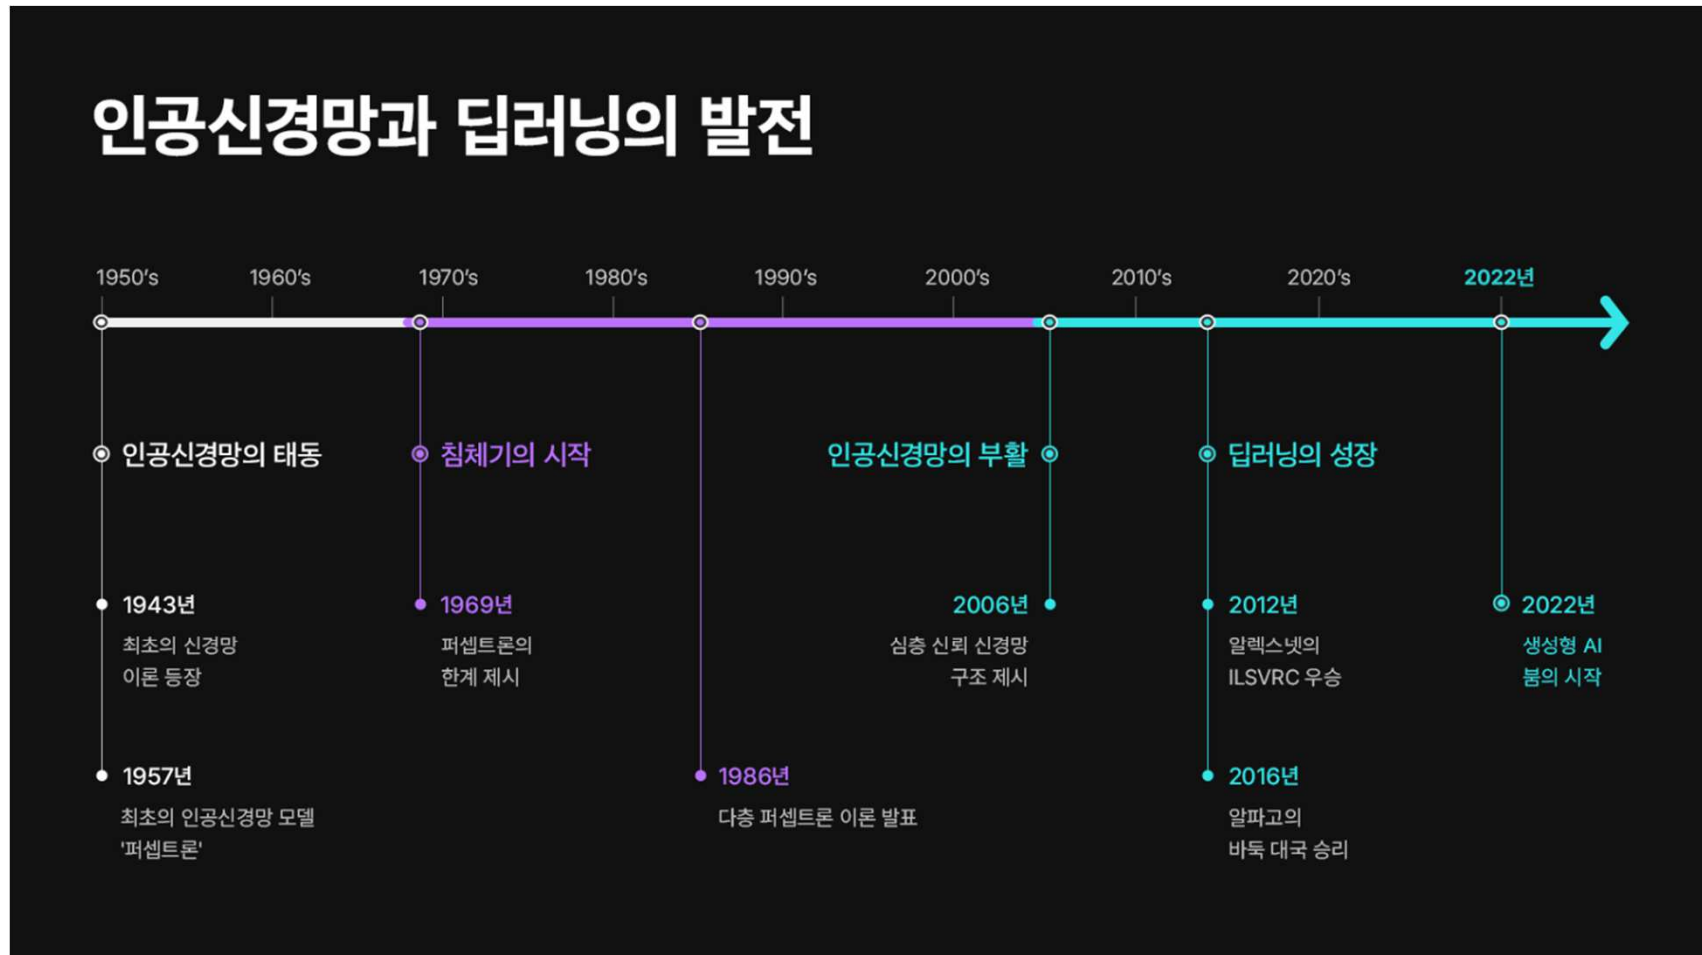 인공신경망과 딥러닝의 발전
1950's 1960's 1970's 1980's 1990's 2000's 2010's 2020's 2022년
인공신경망의 태동
침체기의 시작
인공신경망의 부활
딥러닝의 성장
1943년
최초의 신경망
이론 등장
1969년
퍼셉트론의
한계 제시
2006년
심층 신뢰 신경망
구조 제시
2012년
알렉스넷의
ILSVRC 우승
2022년
생성형 AI
붐의 시작
1957년
최초의 인공신경망 모델
'퍼셉트론'
1986년
다층 퍼셉트론 이론 발표
2016년
알파고의
바둑 대국 승리